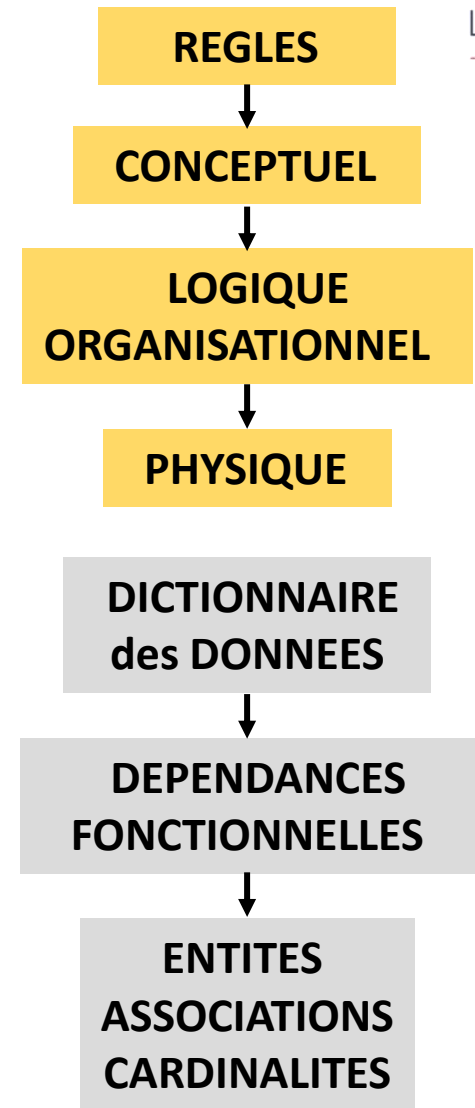 REGLES
CONCEPTUEL
LOGIQUE
ORGANISATIONNEL
PHYSIQUE
DICTIONNAIRE
des DONNEES
DEPENDANCES
FONCTIONNELLES
ENTITES
ASSOCIATIONS
CARDINALITES